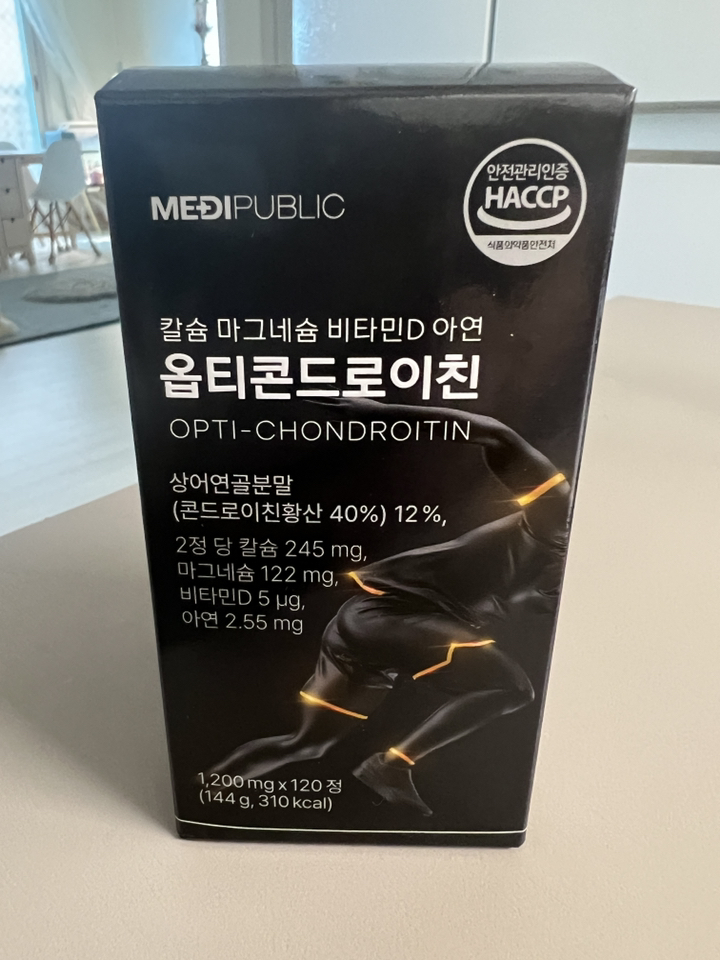 MEDIPUBLIC
안전관리인증
HACCP
식품의약품안전처
칼슘 마그네슘 비타민D 아연
옵티콘드로이친
OPTI-CHONDROITIN
상어연골분말
(콘드로이친황산 40%) 12%,
2정 당 칼슘 245 mg,
마그네슘 122 mg,
비타민D 5 µg,
아연 2.55 mg
1,200 mg x 120 정
(144 g, 310 kcal)